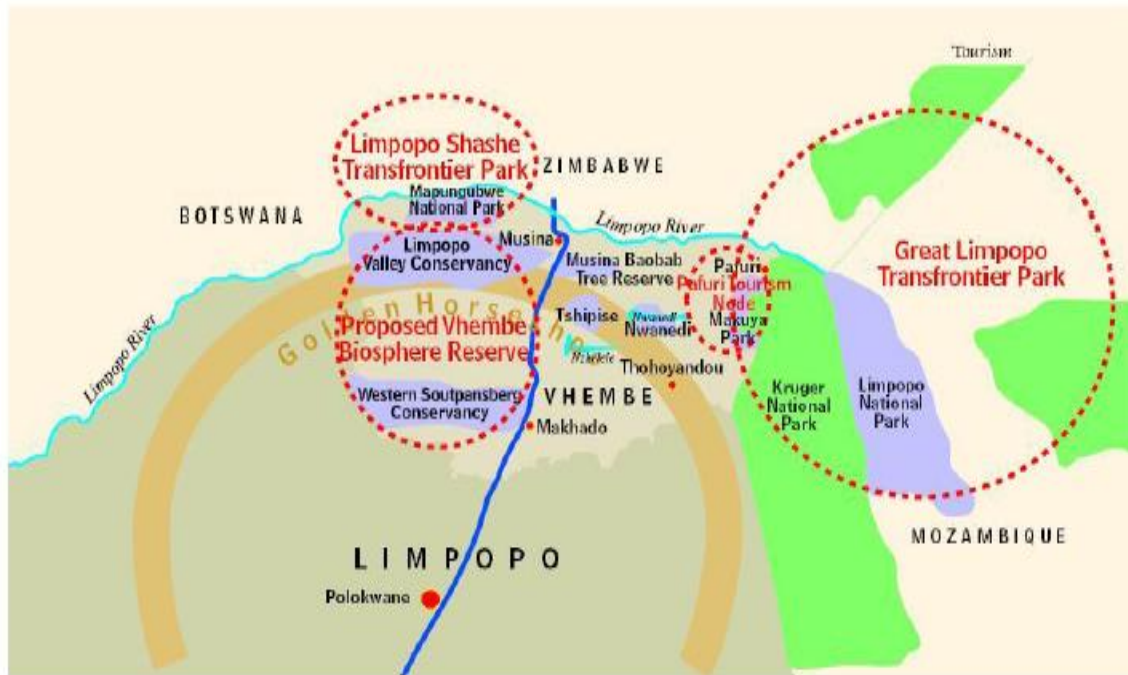 Tourism
Limpopo Shashe
Transfrontier Park
ZIMBABWE
Mapungubwe
National Park
BOTSWANA
Limpopo River
Limpopo
Valley Conservancy
Musina
Musina Baobab
Tree Reserve
Pafuri
Pafuri Tourism
Node
Makuya
Park
Great Limpopo
Transfrontier Park
Golden Horseshoe
Proposed Vhembe
Biosphere Reserve
Tshipise
Nwanedi
Nwanedi
Nzhelele
Thohoyandou
Limpopo River
Western Soutpansberg
Conservancy
VHEMBE
Makhado
Kruger
National
Park
Limpopo
National
Park
MOZAMBIQUE
LIMPOPO
Polokwane